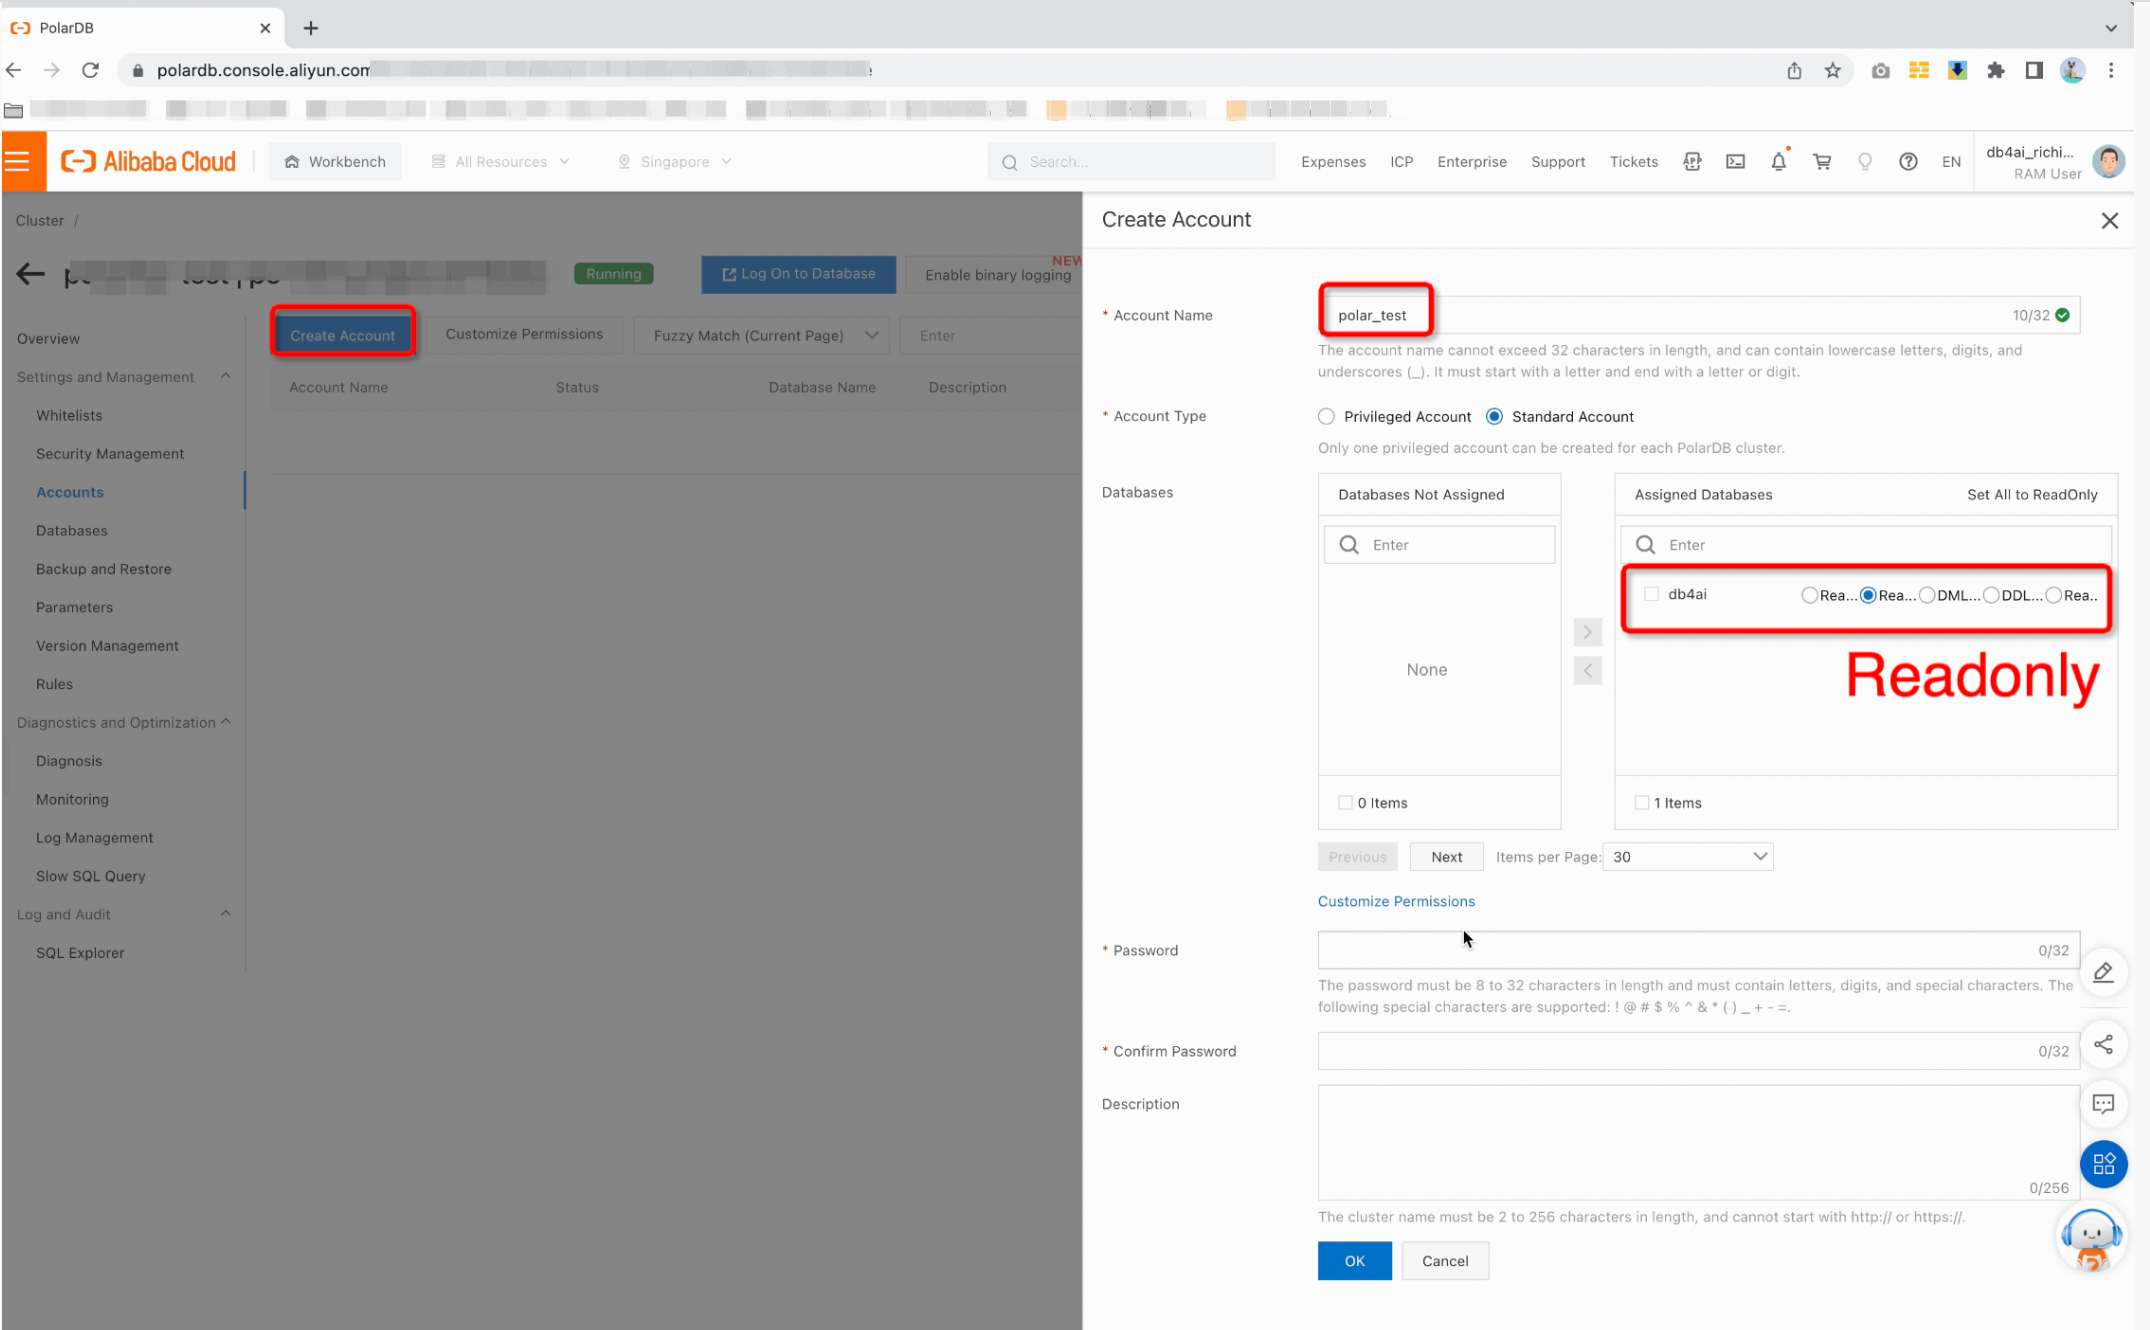 PolarDB
polardb.console.aliyun.com
Alibaba Cloud
Workbench
All Resources
Singapore
Search...
Expenses
ICP
Enterprise
Support
Tickets
EN
db4ai_richi...
RAM User
Cluster /
Running
Log On to Database
Enable binary logging
NEW
Overview
Settings and Management
Whitelists
Security Management
Accounts
Databases
Backup and Restore
Parameters
Version Management
Rules
Diagnostics and Optimization
Diagnosis
Monitoring
Log Management
Slow SQL Query
Log and Audit
SQL Explorer
Create Account
Customize Permissions
Fuzzy Match (Current Page)
Enter
Account Name
Status
Database Name
Description
Create Account
* Account Name
polar_test
10/32
The account name cannot exceed 32 characters in length, and can contain lowercase letters, digits, and
underscores (_). It must start with a letter and end with a letter or digit.
* Account Type
Privileged Account
Standard Account
Only one privileged account can be created for each PolarDB cluster.
Databases
Databases Not Assigned
Enter
None
0 Items
Assigned Databases
Set All to ReadOnly
Enter
db4ai
Rea...
Rea...
DML...
DDL...
Rea..
Readonly
1 Items
Previous
Next
Items per Page:
30
Customize Permissions
* Password
0/32
The password must be 8 to 32 characters in length and must contain letters, digits, and special characters. The
following special characters are supported: ! @ # $ % ^ & * ( ) _ + - =.
* Confirm Password
0/32
Description
0/256
The cluster name must be 2 to 256 characters in length, and cannot start with http:// or https://.
OK
Cancel